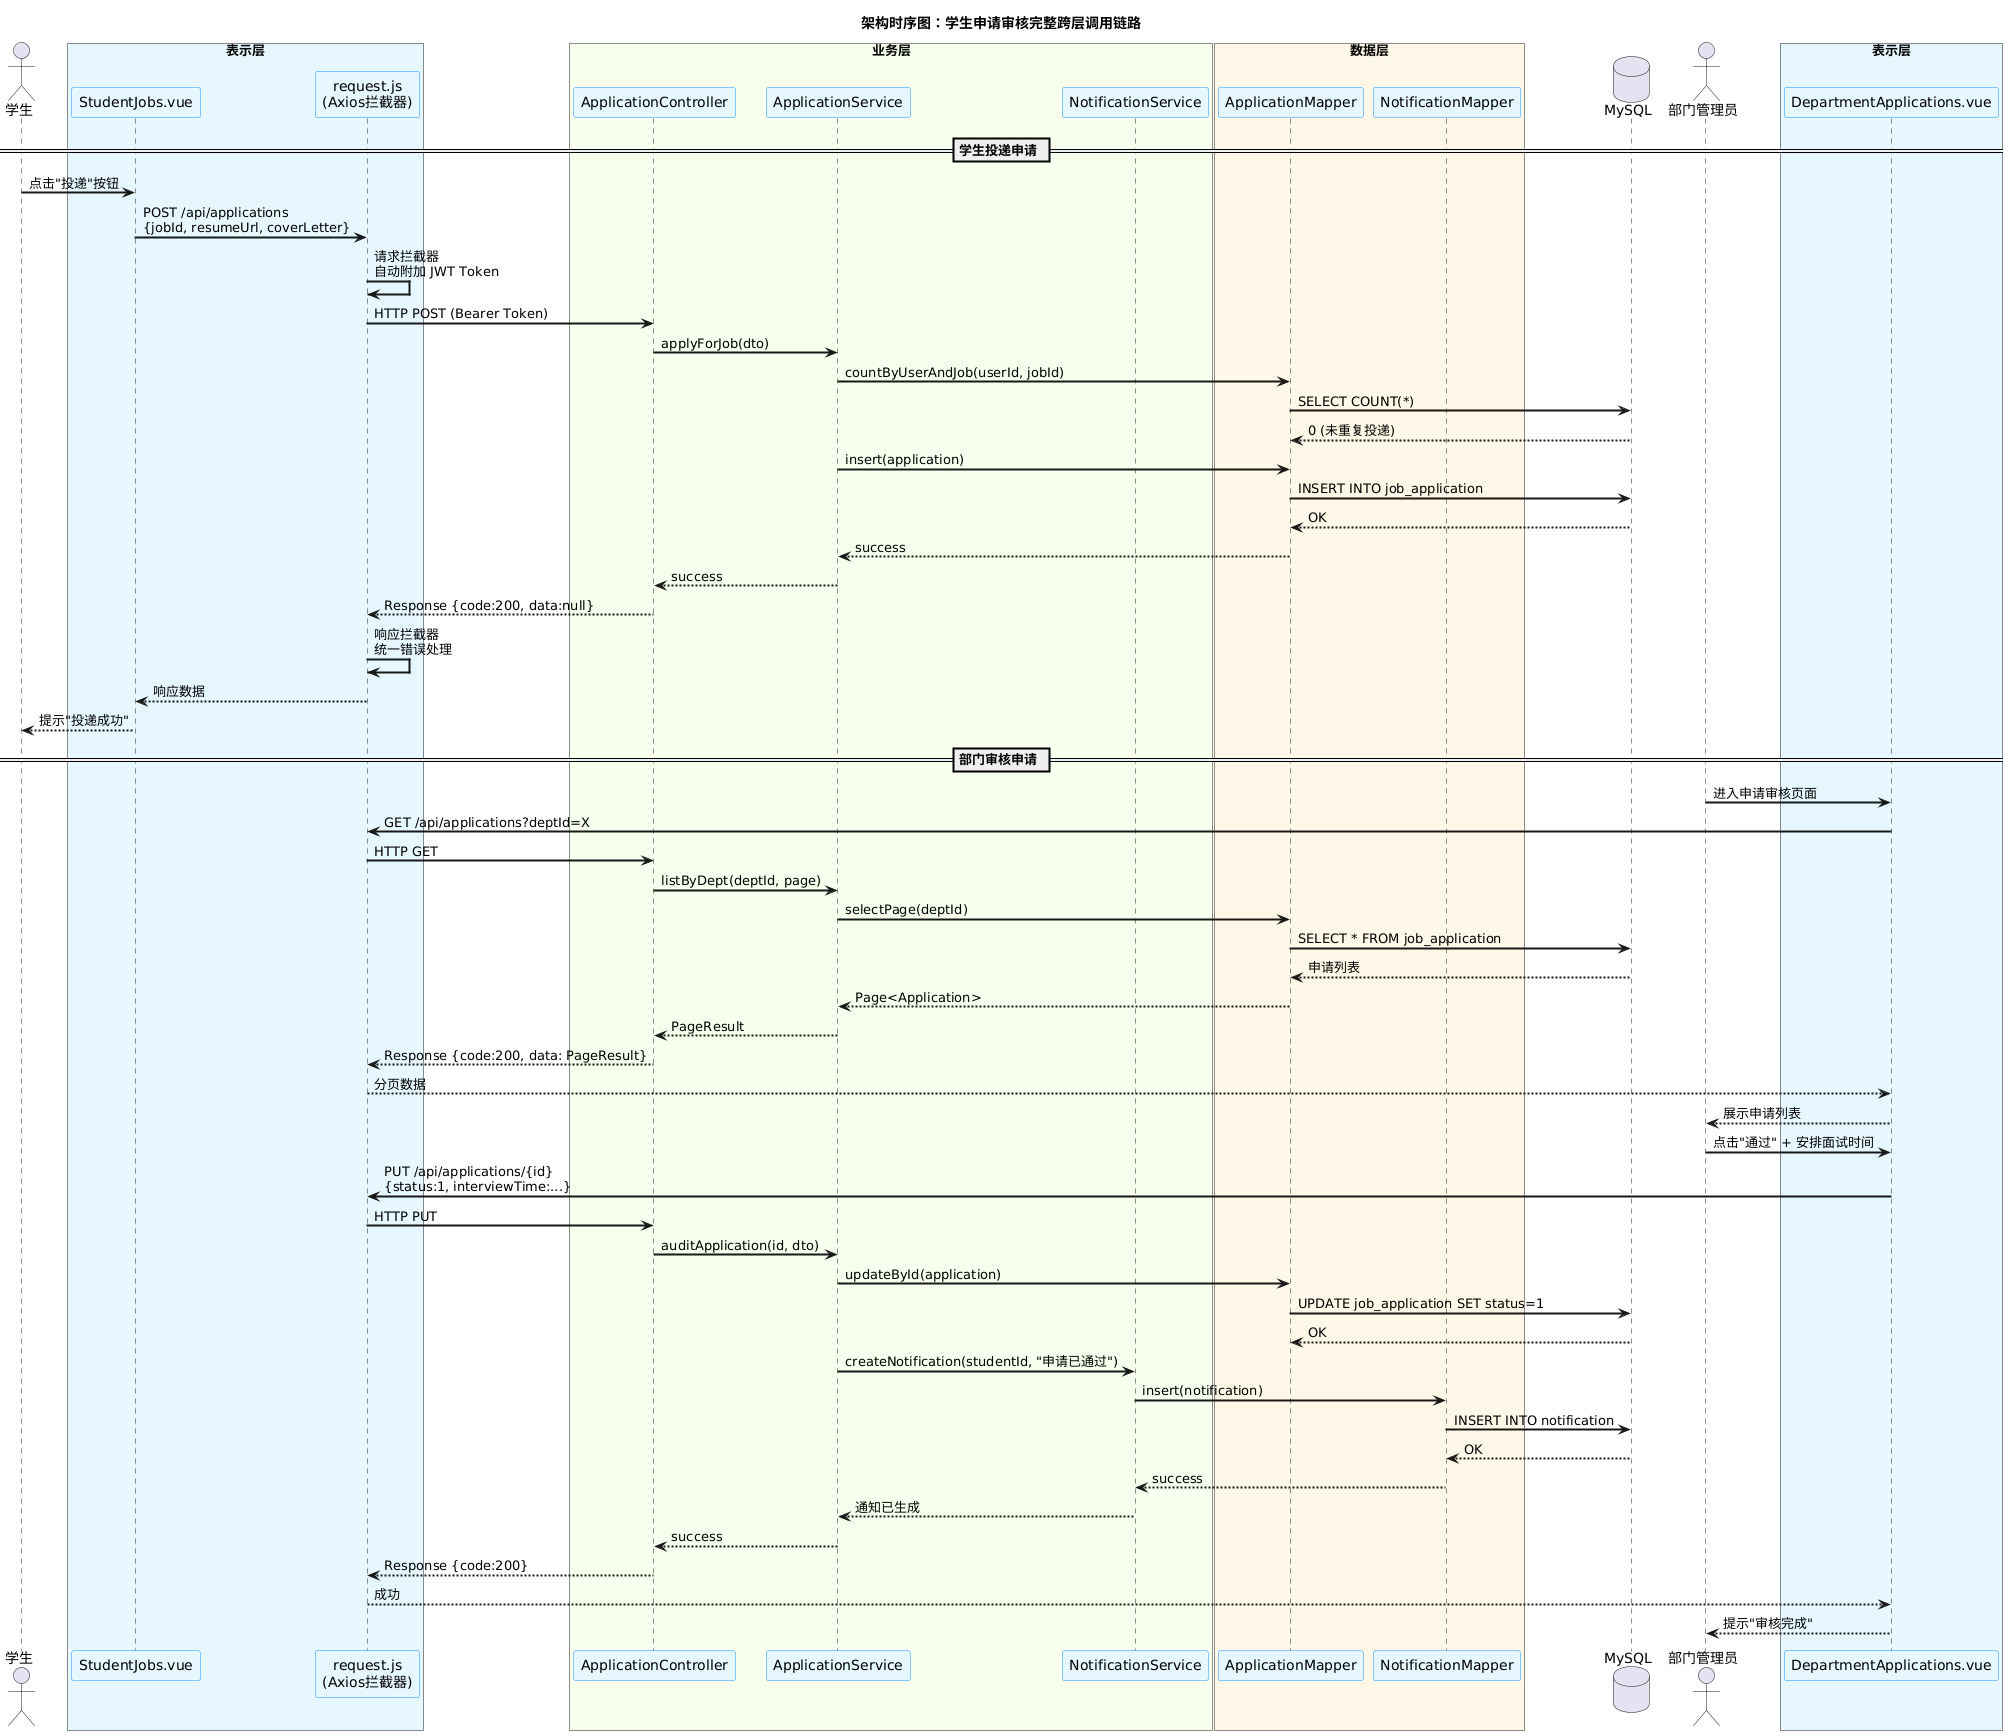 架构时序图：学生申请审核完整跨层调用链路
表示层
业务层
数据层
表示层
学生
StudentJobs.vue
request.js
(Axios拦截器)
ApplicationController
ApplicationService
NotificationService
ApplicationMapper
NotificationMapper
MySQL
部门管理员
DepartmentApplications.vue
学生投递申请
点击"投递"按钮
POST /api/applications
{jobId, resumeUrl, coverLetter}
请求拦截器
自动附加 JWT Token
HTTP POST (Bearer Token)
applyForJob(dto)
countByUserAndJob(userId, jobId)
SELECT COUNT(*)
0 (未重复投递)
insert(application)
INSERT INTO job_application
OK
success
success
Response {code:200, data:null}
响应拦截器
统一错误处理
响应数据
提示"投递成功"
部门审核申请
进入申请审核页面
GET /api/applications?deptId=X
HTTP GET
listByDept(deptId, page)
selectPage(deptId)
SELECT * FROM job_application
申请列表
Page<Application>
PageResult
Response {code:200, data: PageResult}
分页数据
展示申请列表
点击"通过" + 安排面试时间
PUT /api/applications/{id}
{status:1, interviewTime:...}
HTTP PUT
auditApplication(id, dto)
updateById(application)
UPDATE job_application SET status=1
OK
createNotification(studentId, "申请已通过")
insert(notification)
INSERT INTO notification
OK
success
通知已生成
success
Response {code:200}
成功
提示"审核完成"
学生
StudentJobs.vue
request.js
(Axios拦截器)
ApplicationController
ApplicationService
NotificationService
ApplicationMapper
NotificationMapper
MySQL
部门管理员
DepartmentApplications.vue